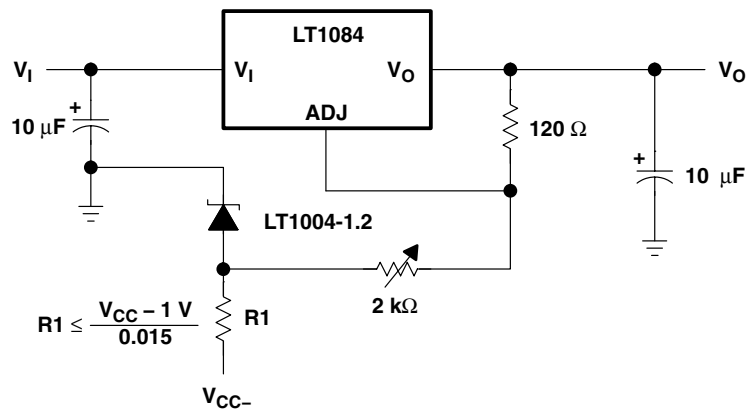 LT1084
V_I
V_I
V_O
V_O
ADJ
+
10 μF
120 Ω
+
10 μF
LT1004-1.2
2 kΩ
R1 ≤ V_CC – 1 V
0.015
R1
V_CC–